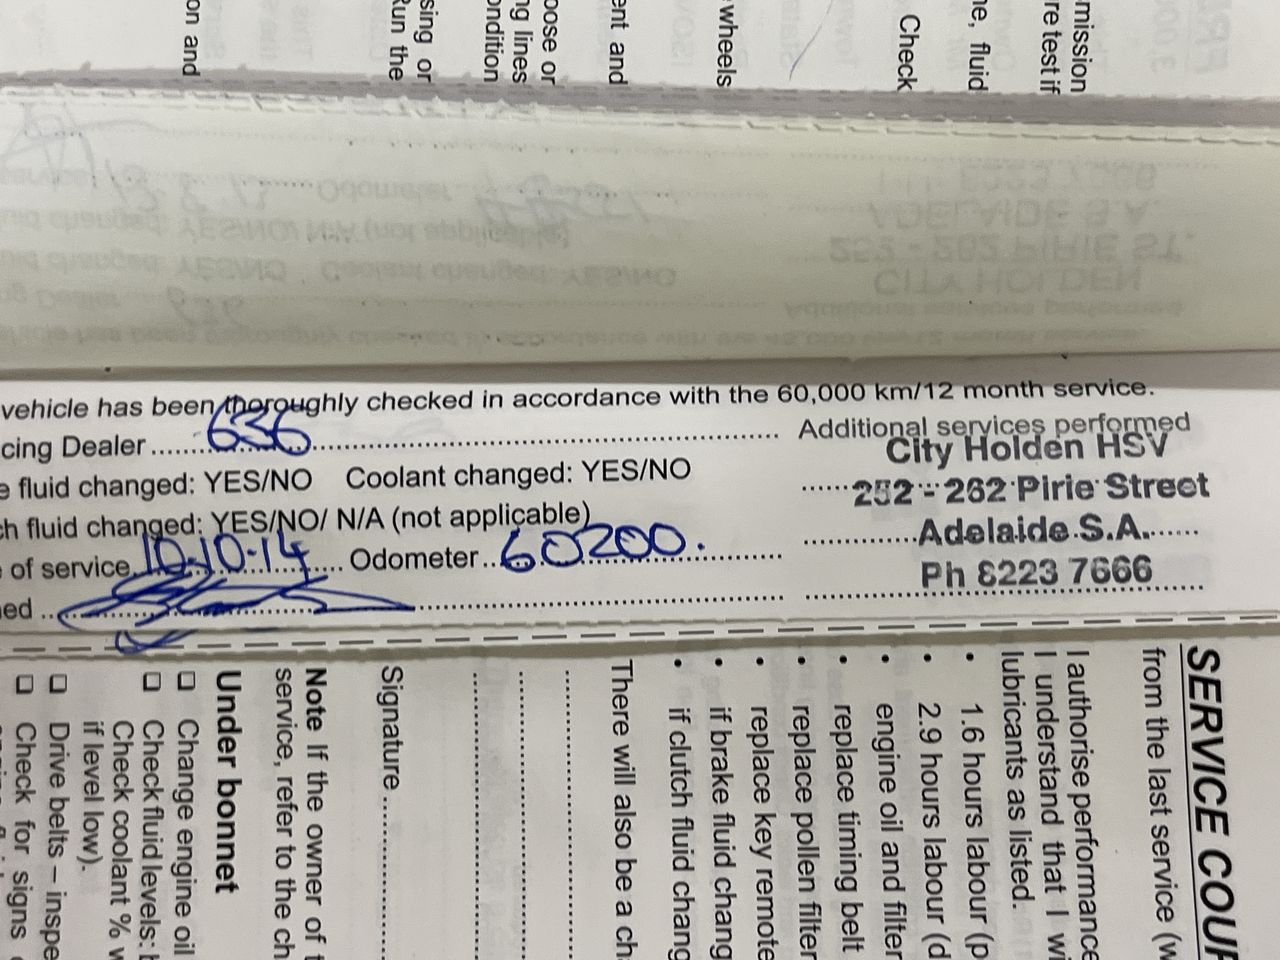 on and
sing or
Run the
oose or
ng lines
ondition
ent and
wheels
Check
ne, fluid
re test if
mission
vehicle has been thoroughly checked in accordance with the 60,000 km/12 month service.
cing Dealer 636
Additional services performed
City Holden HSV
e fluid changed: YES/NO Coolant changed: YES/NO
252 - 262 Pirie Street
ch fluid changed: YES/NO/ N/A (not applicable)
Adelaide S.A.
of service 10.10.14 Odometer 60200.
Ph 8223 7666
ned
SERVICE COUP
from the last service (w
I authorise performance
I understand that I wi
lubricants as listed.
• 1.6 hours labour (p
• 2.9 hours labour (d
• engine oil and filter
• replace timing belt
• replace pollen filter
• replace key remote
• if brake fluid chang
• if clutch fluid chang
There will also be a ch
Signature
Note If the owner of t
service, refer to the ch
Under bonnet
Change engine oil
Check fluid levels: b
Check coolant % w
if level low).
Drive belts – inspe
Check for signs